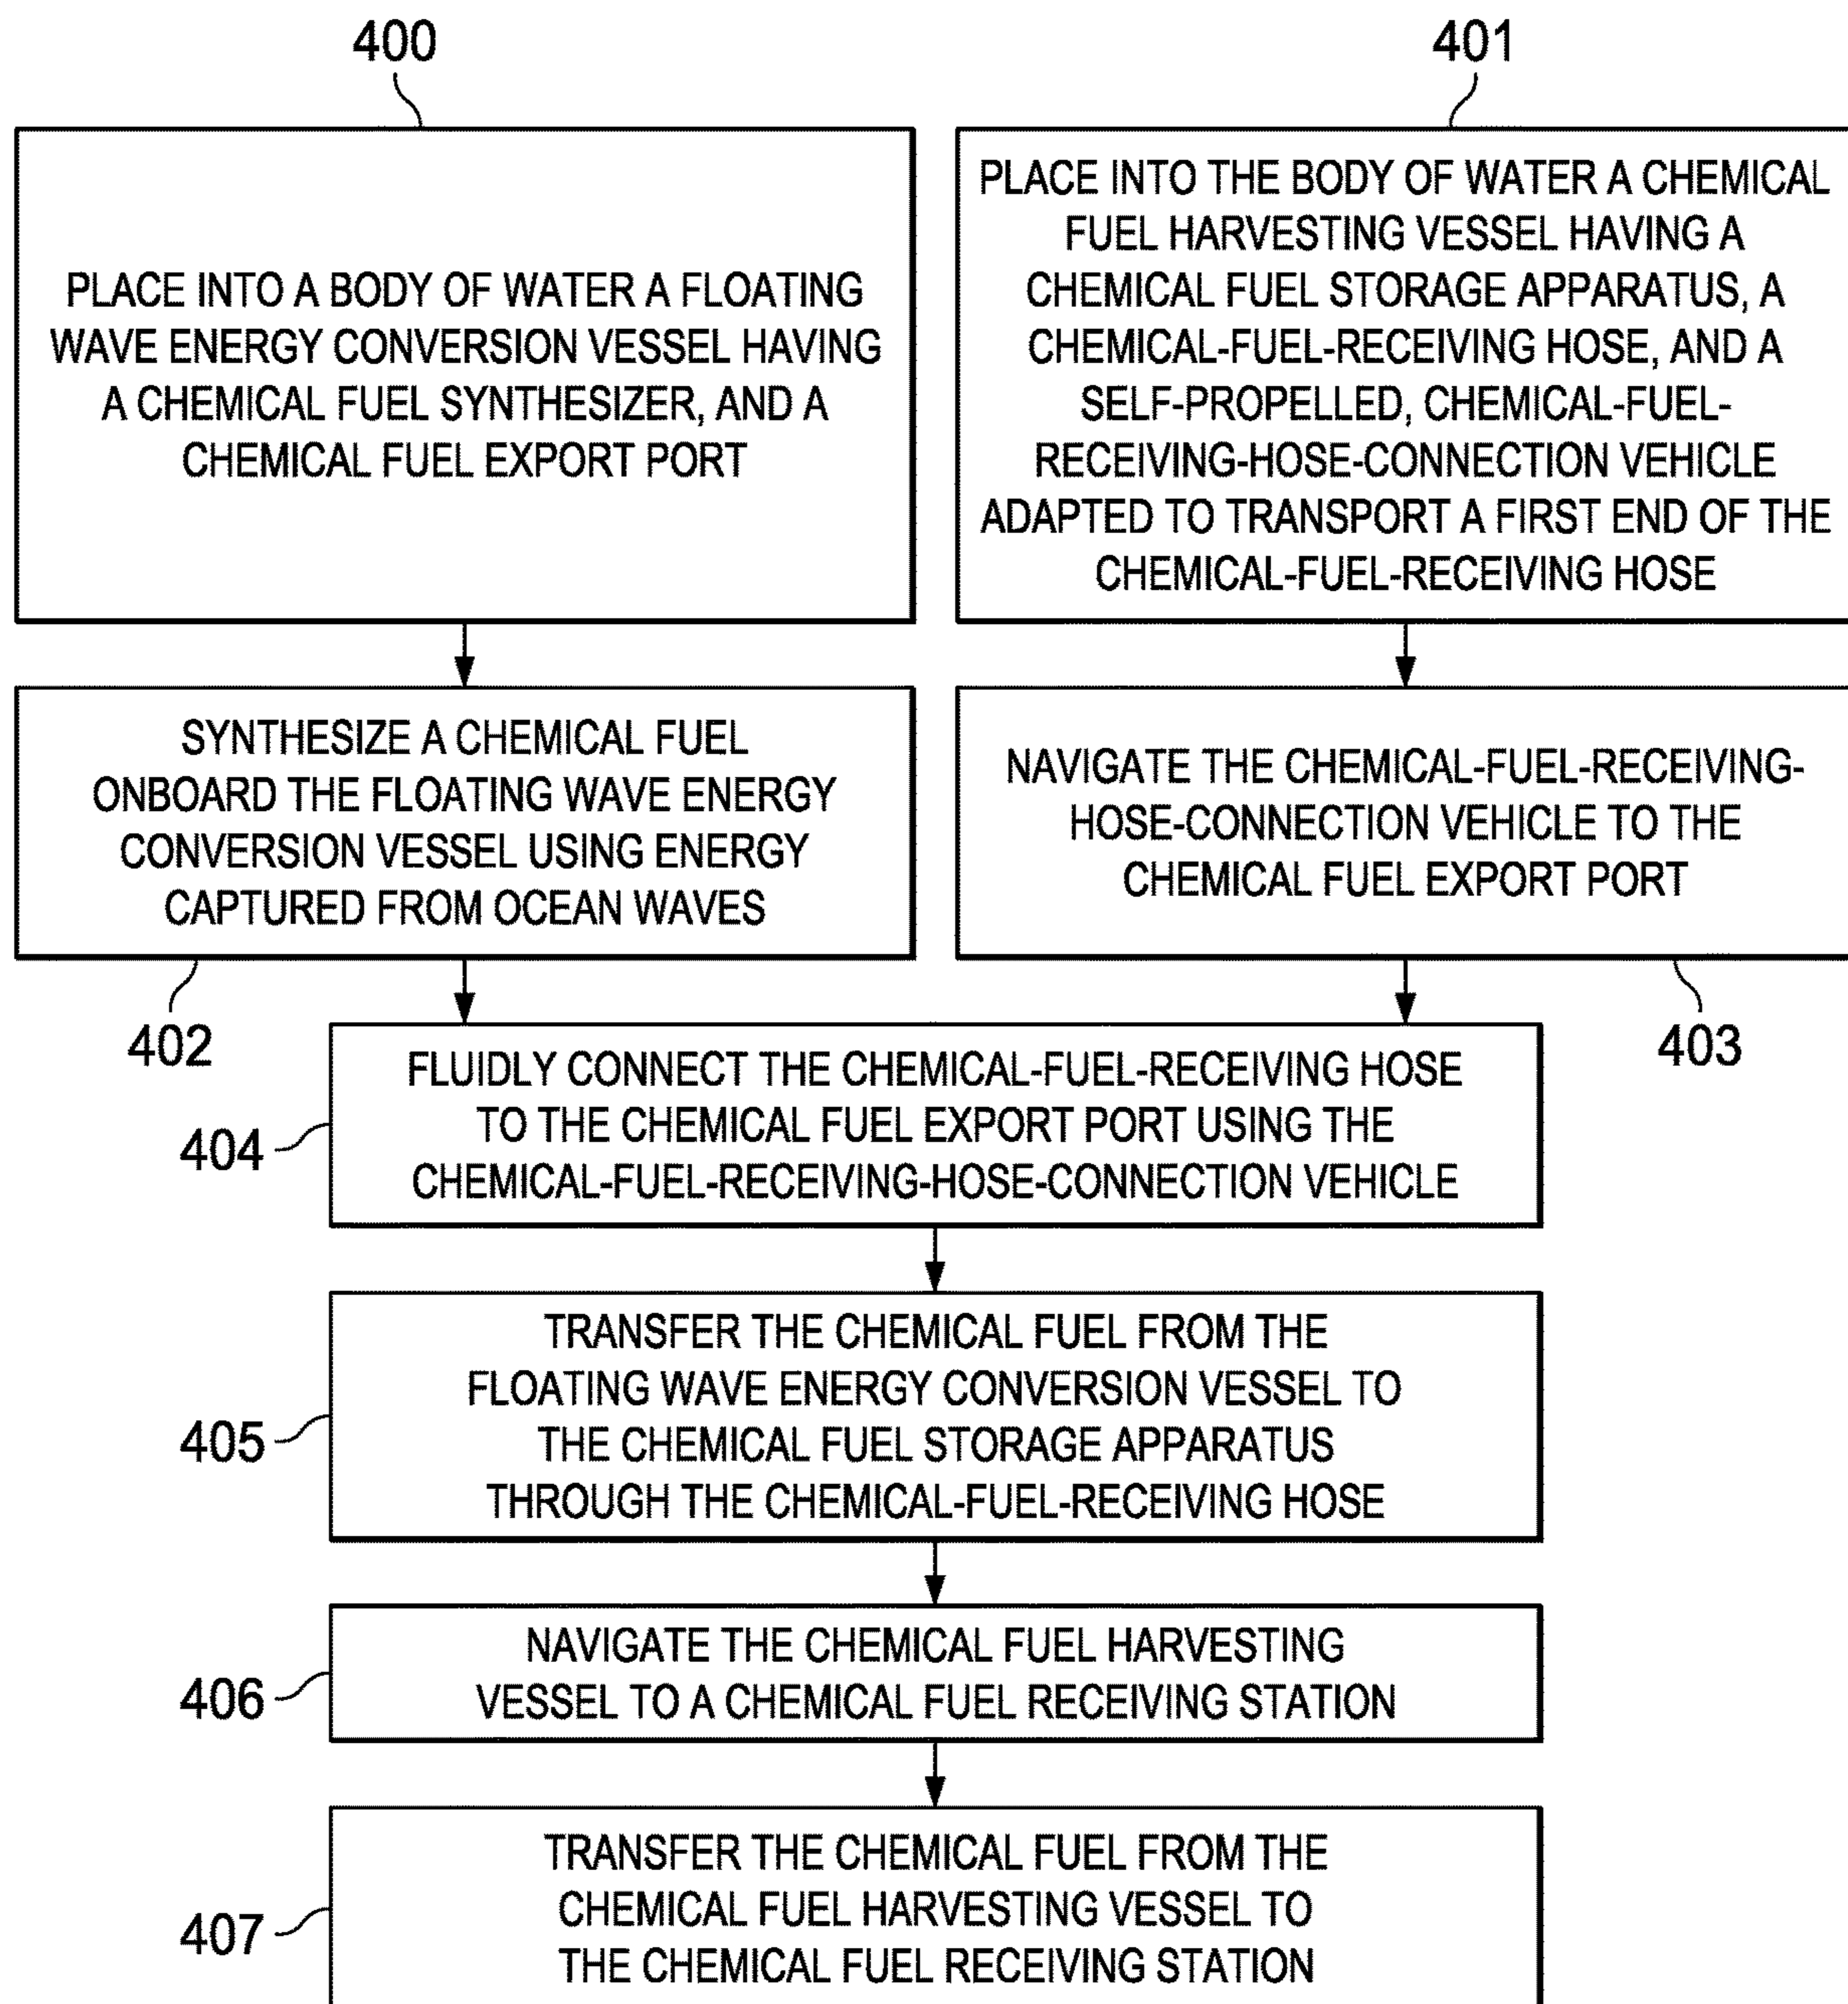 400
PLACE INTO A BODY OF WATER A FLOATING
WAVE ENERGY CONVERSION VESSEL HAVING
A CHEMICAL FUEL SYNTHESIZER, AND A
CHEMICAL FUEL EXPORT PORT
401
PLACE INTO THE BODY OF WATER A CHEMICAL
FUEL HARVESTING VESSEL HAVING A
CHEMICAL FUEL STORAGE APPARATUS, A
CHEMICAL-FUEL-RECEIVING HOSE, AND A
SELF-PROPELLED, CHEMICAL-FUEL-
RECEIVING-HOSE-CONNECTION VEHICLE
ADAPTED TO TRANSPORT A FIRST END OF THE
CHEMICAL-FUEL-RECEIVING HOSE
SYNTHESIZE A CHEMICAL FUEL
ONBOARD THE FLOATING WAVE ENERGY
CONVERSION VESSEL USING ENERGY
CAPTURED FROM OCEAN WAVES
402
NAVIGATE THE CHEMICAL-FUEL-RECEIVING-
HOSE-CONNECTION VEHICLE TO THE
CHEMICAL FUEL EXPORT PORT
403
404
FLUIDLY CONNECT THE CHEMICAL-FUEL-RECEIVING HOSE
TO THE CHEMICAL FUEL EXPORT PORT USING THE
CHEMICAL-FUEL-RECEIVING-HOSE-CONNECTION VEHICLE
405
TRANSFER THE CHEMICAL FUEL FROM THE
FLOATING WAVE ENERGY CONVERSION VESSEL TO
THE CHEMICAL FUEL STORAGE APPARATUS
THROUGH THE CHEMICAL-FUEL-RECEIVING HOSE
406
NAVIGATE THE CHEMICAL FUEL HARVESTING
VESSEL TO A CHEMICAL FUEL RECEIVING STATION
407
TRANSFER THE CHEMICAL FUEL FROM THE
CHEMICAL FUEL HARVESTING VESSEL TO
THE CHEMICAL FUEL RECEIVING STATION